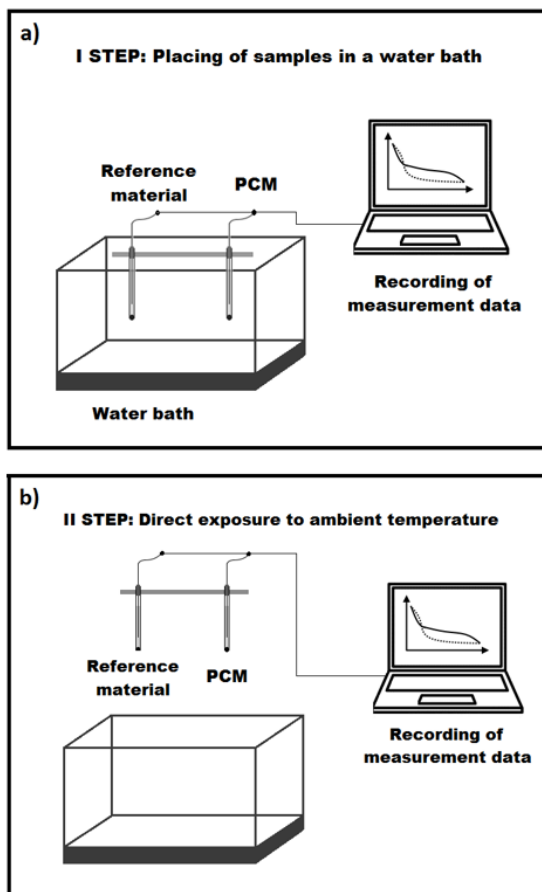 a)
I STEP: Placing of samples in a water bath
Reference
material
PCM
Recording of
measurement data
Water bath
b)
II STEP: Direct exposure to ambient temperature
Reference
material
PCM
Recording of
measurement data